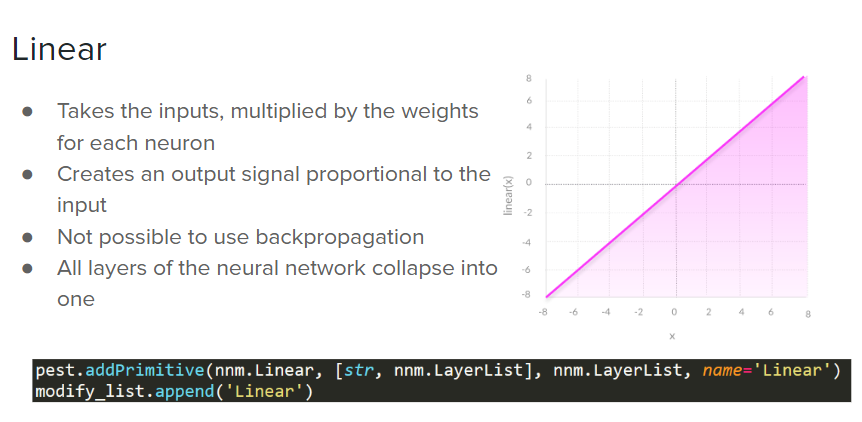 Linear
● Takes the inputs, multiplied by the weights
for each neuron
● Creates an output signal proportional to the
input
● Not possible to use backpropagation
● All layers of the neural network collapse into
one
8
6
4
2
0
-2
-4
-6
-8
linear(x)
-8 -6 -4 -2 0 2 4 6 8
x
pest.addPrimitive(nnm.Linear, [str, nnm.LayerList], nnm.LayerList, name='Linear')
modify_list.append('Linear')